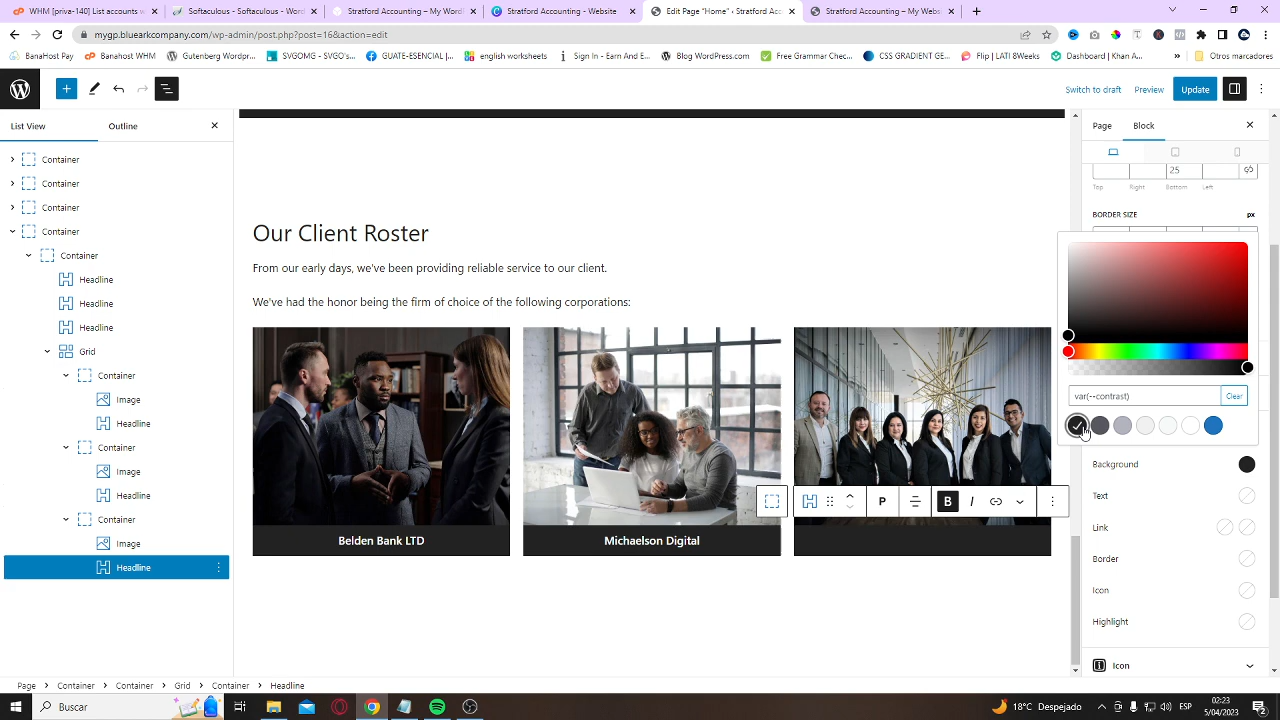 WHM [priva-140] List accounts w
Softaculous - Softaculous - Word
Stratford Accounting – My WordP
Stratford Accounting - Website
Edit Page "Home" ‹ Stratford Acco
Stratford Accounting – My Websi
mygp.bluearkcompany.com/wp-admin/post.php?post=16&action=edit
BanaHost Pay
Banahost WHM
Gutenberg Wordpr...
SVGOMG - SVGO's...
GUATE-ESENCIAL |...
english worksheets
Sign In - Earn And E...
Blog WordPress.com
Free Grammar Chec...
CSS GRADIENT GE...
Flip | LATI 8Weeks
Dashboard | Khan A...
»
Otros marcadores
Switch to draft
Preview
Update
List View
Outline
Page
Block
Container
Container
Container
Container
Container
Headline
Headline
Headline
Grid
Container
Image
Headline
Container
Image
Headline
Container
Image
Headline
Our Client Roster
From our early days, we've been providing reliable service to our client.
We've had the honor being the firm of choice of the following corporations:
Belden Bank LTD
Michaelson Digital
P
B
I
25
Top
Right
Bottom
Left
BORDER SIZE
px
var(--contrast)
Clear
Background
Text
Link
Border
Icon
Highlight
Icon
Page > Container > Container > Grid > Container > Headline
Buscar
18°C Despejado
ESP
02:23
5/04/2023